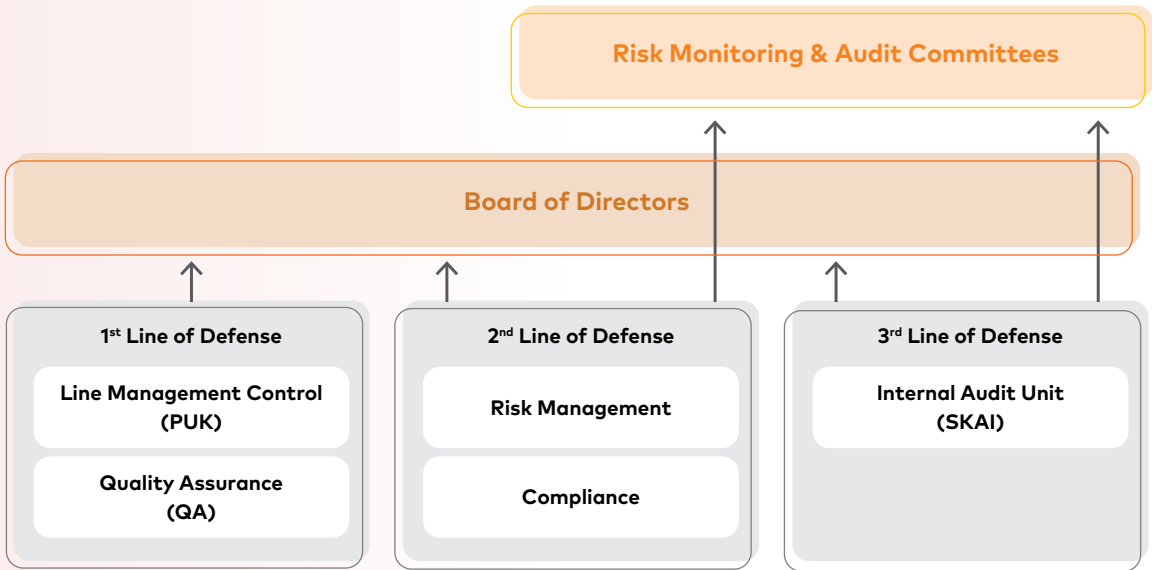 Risk Monitoring & Audit Committees
Board of Directors
1st Line of Defense
Line Management Control
(PUK)
Quality Assurance
(QA)
2nd Line of Defense
Risk Management
Compliance
3rd Line of Defense
Internal Audit Unit
(SKAI)